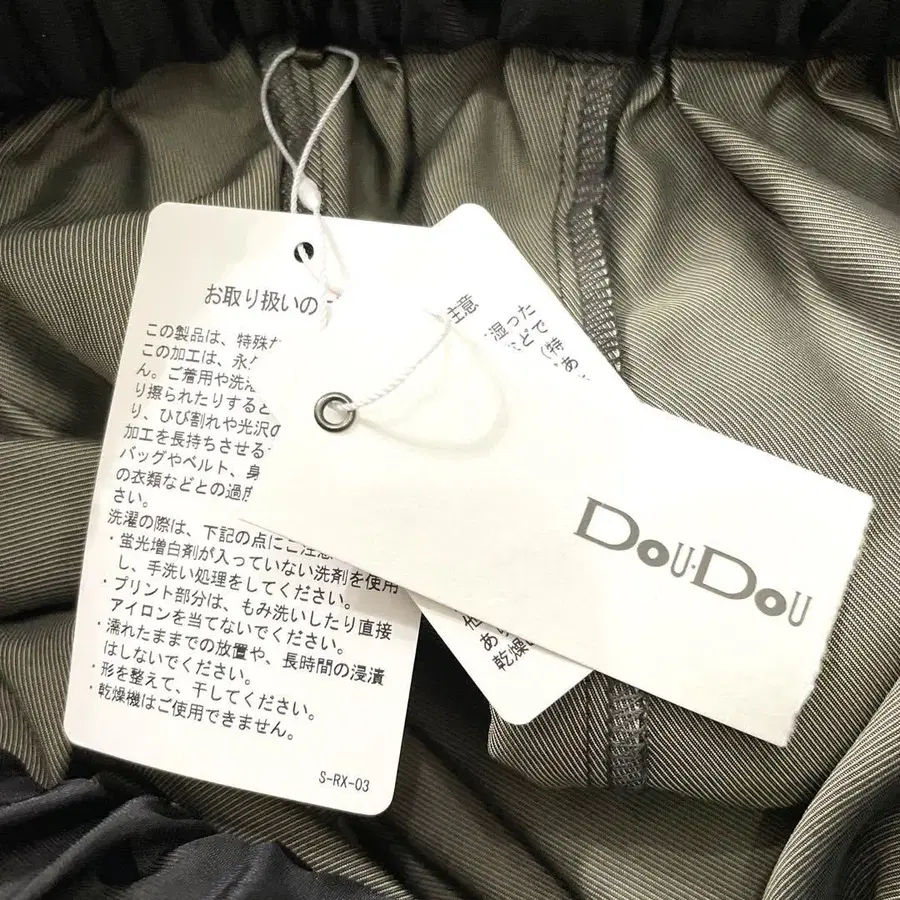 お取り扱いの
この製品は、特殊な
この加工は、永
ん。ご着用や洗
り擦られたりすると
り、ひび割れや光沢の
加工を長持ちさせる
バッグやベルト、身
の衣類などとの過度
さい。
洗濯の際は、下記の点にご注意
・蛍光増白剤が入っていない洗剤を使用
し、手洗い処理をしてください。
・プリント部分は、もみ洗いしたり直接
アイロンを当てないでください。
・濡れたままでの放置や、長時間の浸漬
はしないでください。
・形を整えて、干してください。
・乾燥機はご使用できません。
S-RX-03
注意
湿った
など(特
あ
あ
乾燥
DOU・DOU